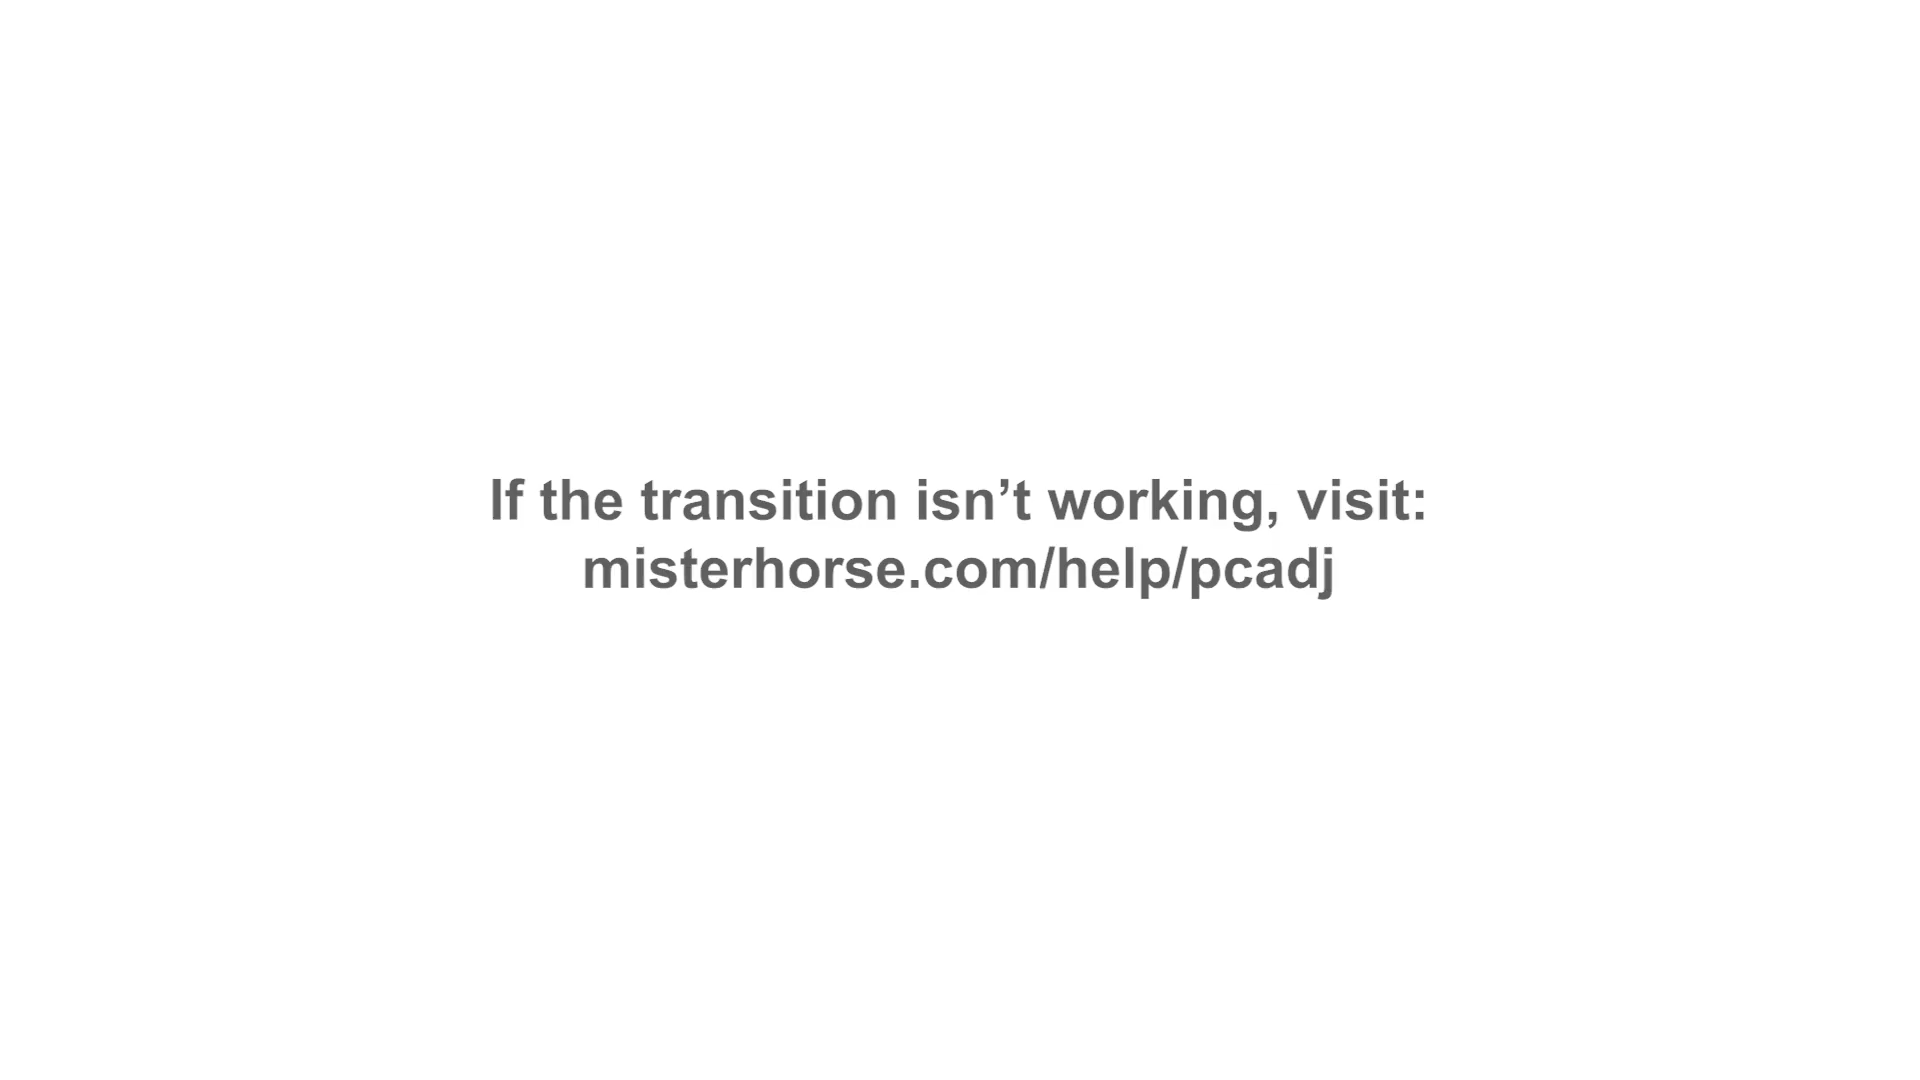 If the transition isn’t working, visit:
misterhorse.com/help/pcadj